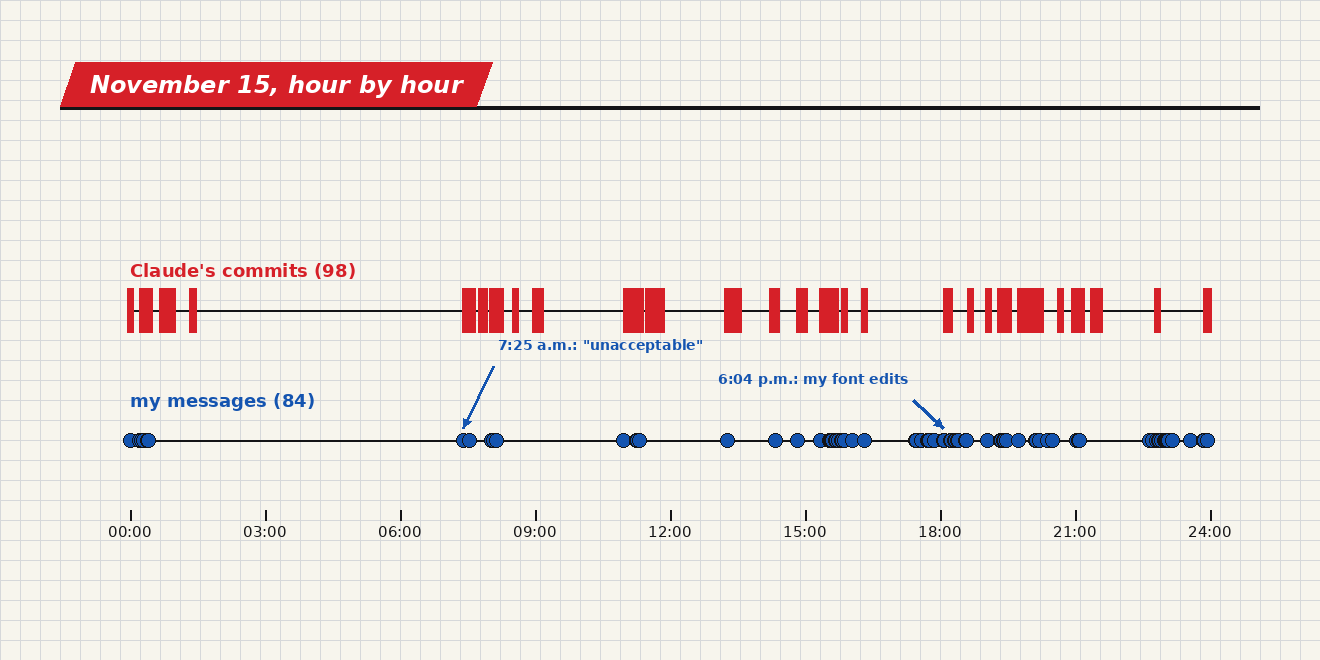 November 15, hour by hour
Claude's commits (98)
7:25 a.m.: "unacceptable"
6:04 p.m.: my font edits
my messages (84)
00:00 03:00 06:00 09:00 12:00 15:00 18:00 21:00 24:00